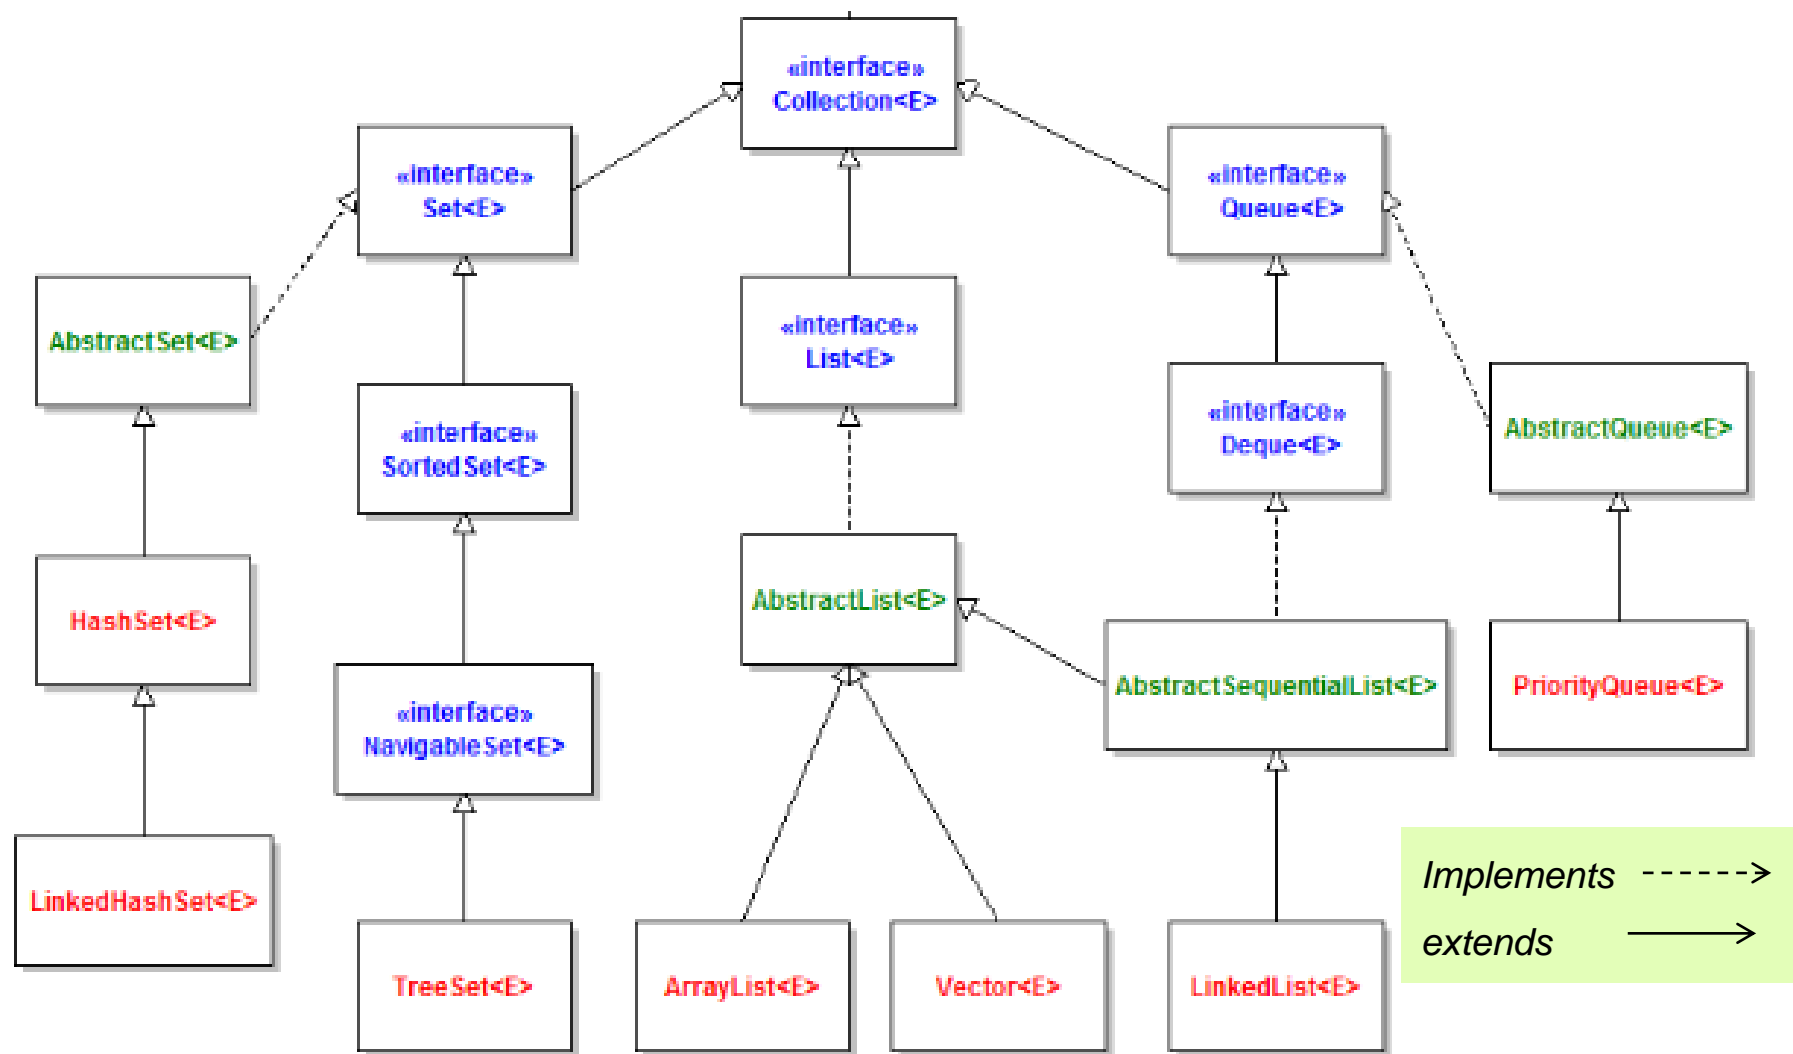 «interface»
Collection<E>
«interface»
Set<E>
«interface»
Queue<E>
AbstractSet<E>
«interface»
List<E>
«interface»
SortedSet<E>
«interface»
Deque<E>
AbstractQueue<E>
HashSet<E>
AbstractList<E>
«interface»
NavigableSet<E>
AbstractSequentialList<E>
PriorityQueue<E>
LinkedHashSet<E>
TreeSet<E>
ArrayList<E>
Vector<E>
LinkedList<E>
Implements
extends